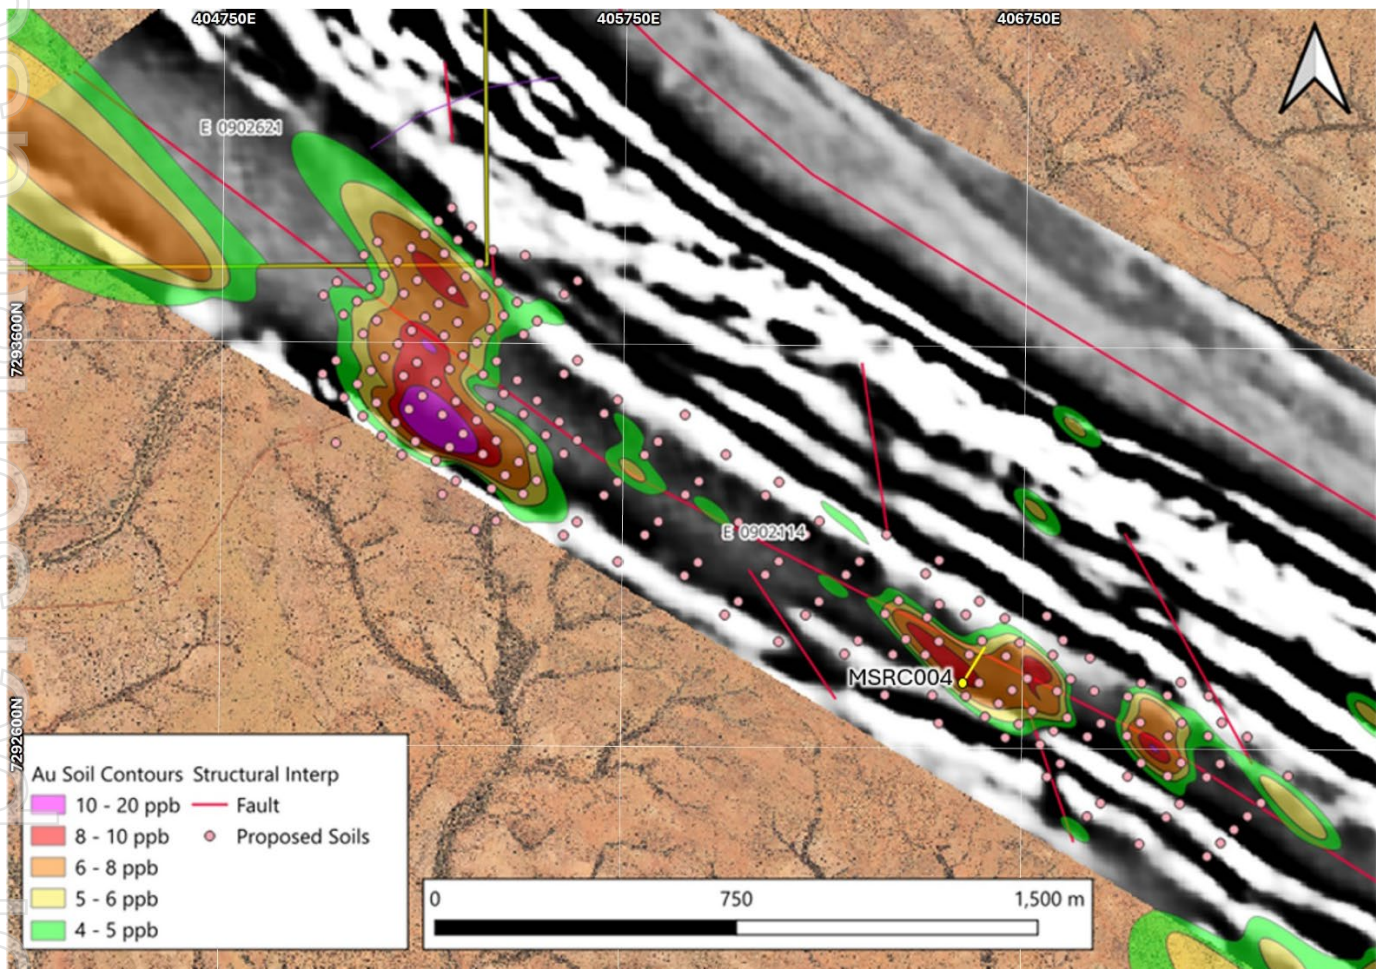 404750E
405750E
406750E
E 0902621
7293600N
E 0902114
MSRC004
7292600N
Au Soil Contours Structural Interp
10 - 20 ppb Fault
8 - 10 ppb Proposed Soils
6 - 8 ppb
5 - 6 ppb
4 - 5 ppb
0 750 1,500 m